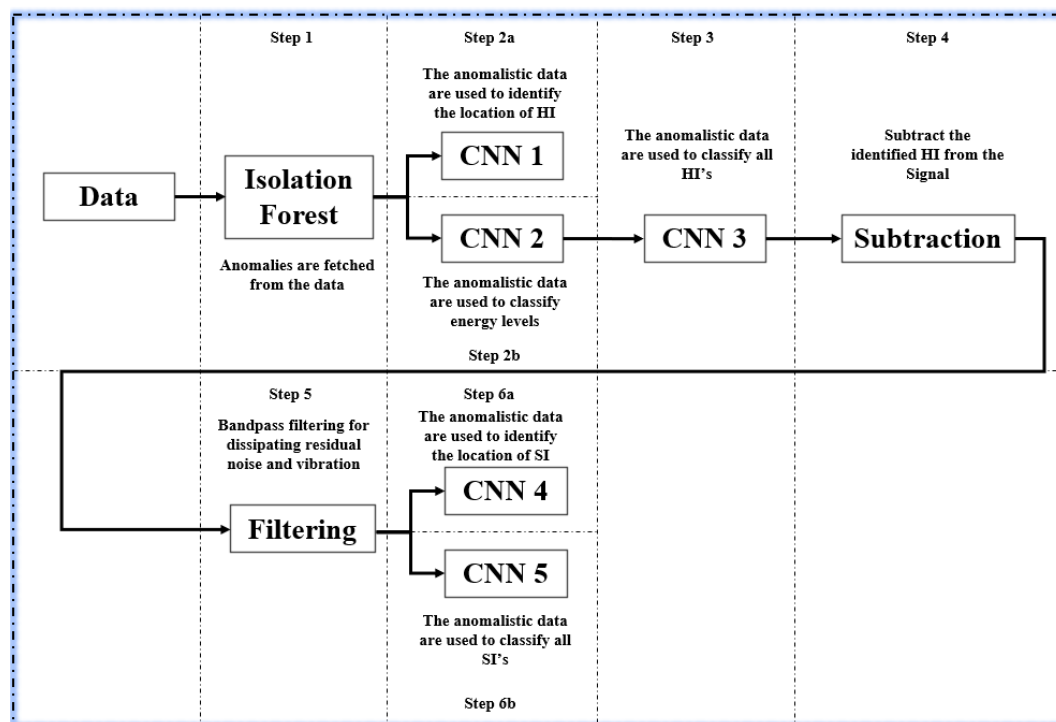 Step 1
Step 2a
Step 3
Step 4
The anomalistic data
are used to identify
the location of HI
CNN 1
The anomalistic data
are used to classify all
HI's
Subtract the
identified HI from the
Signal
Data
Isolation
Forest
CNN 2
CNN 3
Subtraction
Anomalies are fetched
from the data
The anomalistic data
are used to classify
energy levels
Step 2b
Step 5
Step 6a
Bandpass filtering for
dissipating residual
noise and vibration
The anomalistic data
are used to identify
the location of SI
CNN 4
Filtering
CNN 5
The anomalistic data
are used to classify all
SI's
Step 6b